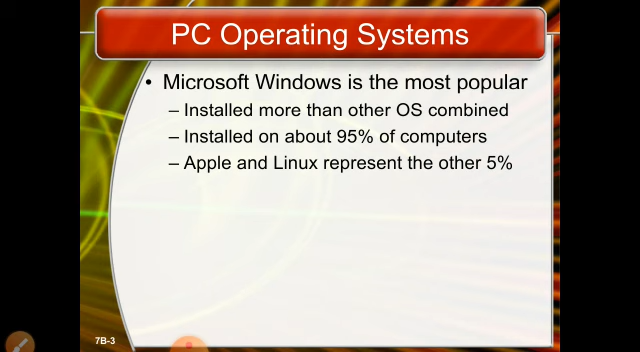 PC Operating Systems
• Microsoft Windows is the most popular
– Installed more than other OS combined
– Installed on about 95% of computers
– Apple and Linux represent the other 5%
7B-3